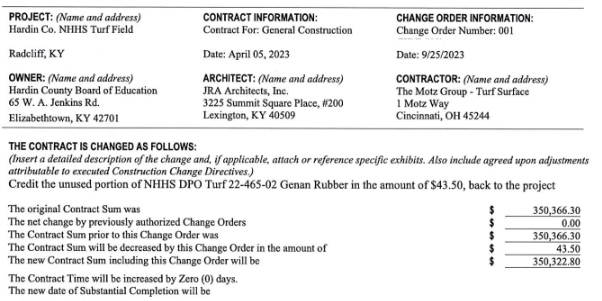 PROJECT: (Name and address)
Hardin Co. NHHS Turf Field
Radcliff, KY
CONTRACT INFORMATION:
Contract For: General Construction
Date: April 05, 2023
CHANGE ORDER INFORMATION:
Change Order Number: 001
Date: 9/25/2023
OWNER: (Name and address)
Hardin County Board of Education
65 W. A. Jenkins Rd.
Elizabethtown, KY 42701
ARCHITECT: (Name and address)
JRA Architects, Inc.
3225 Summit Square Place, #200
Lexington, KY 40509
CONTRACTOR: (Name and address)
The Motz Group - Turf Surface
1 Motz Way
Cincinnati, OH 45244
THE CONTRACT IS CHANGED AS FOLLOWS:
(Insert a detailed description of the change and, if applicable, attach or reference specific exhibits. Also include agreed upon adjustments
attributable to executed Construction Change Directives.)
Credit the unused portion of NHHS DPO Turf 22-465-02 Genan Rubber in the amount of $43.50, back to the project
The original Contract Sum was $ 350,366.30
The net change by previously authorized Change Orders $ 0.00
The Contract Sum prior to this Change Order was $ 350,366.30
The Contract Sum will be decreased by this Change Order in the amount of $ 43.50
The new Contract Sum including this Change Order will be $ 350,322.80
The Contract Time will be increased by Zero (0) days.
The new date of Substantial Completion will be